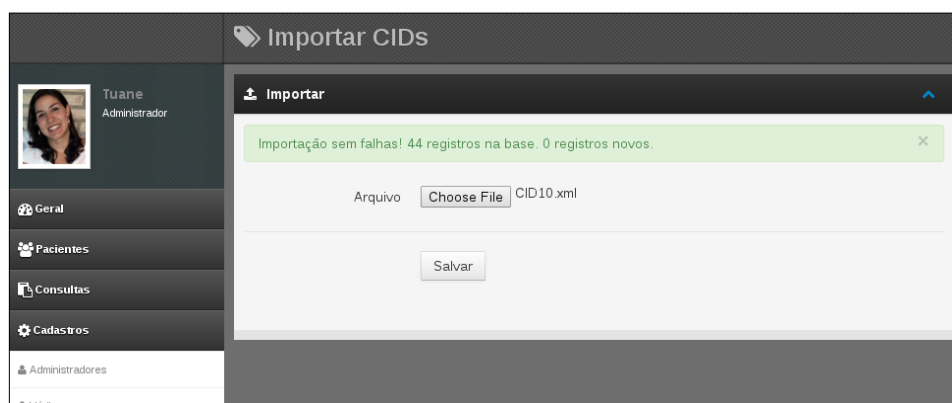 Importar CIDs
Tuane
Administrador
Importar
Importação sem falhas! 44 registros na base. 0 registros novos.
×
Arquivo Choose File CID10.xml
Salvar
Geral
Pacientes
Consultas
Cadastros
Administradores